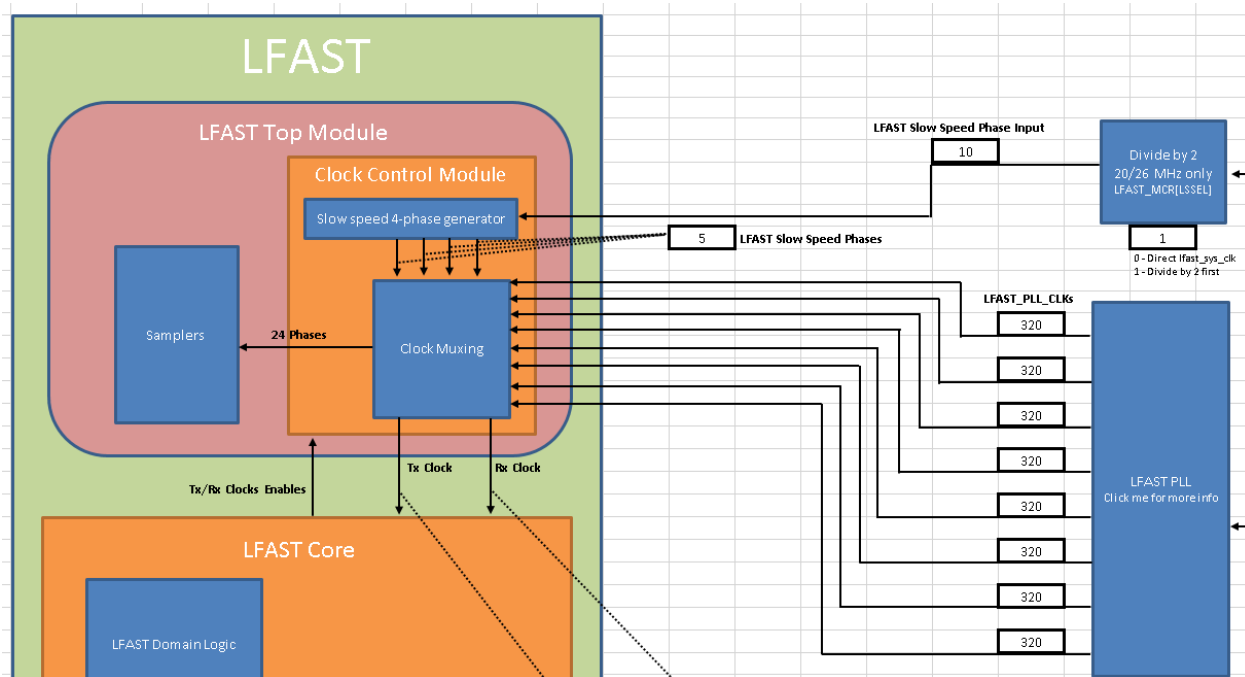 LFAST
LFAST Top Module
Clock Control Module
Slow speed 4-phase generator
Samplers
24 Phases
Clock Muxing
Tx Clock
Rx Clock
Tx/Rx Clocks Enables
LFAST Core
LFAST Domain Logic
LFAST Slow Speed Phase Input
10
5
LFAST Slow Speed Phases
Divide by 2
20/26 MHz only
LFAST_MCR[LSSEL]
1
0 - Direct lfast_sys_clk
1 - Divide by 2 first
LFAST_PLL_CLKs
320
320
320
320
320
320
320
320
LFAST PLL
Click me for more info